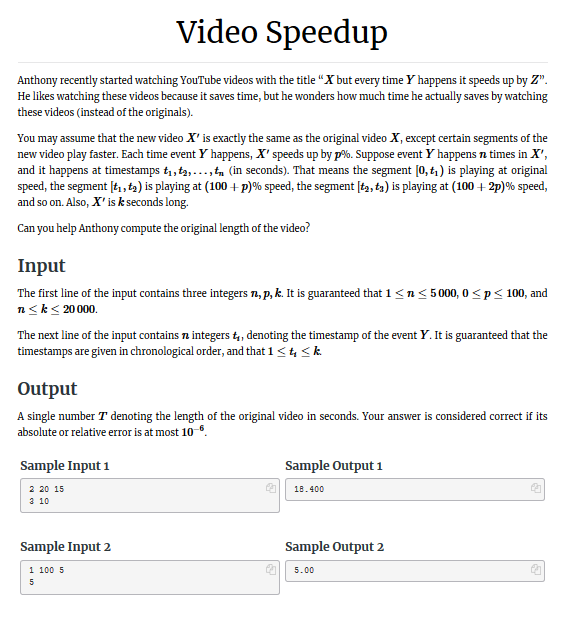 Video Speedup
Anthony recently started watching YouTube videos with the title "X but every time Y happens it speeds up by Z".
He likes watching these videos because it saves time, but he wonders how much time he actually saves by watching
these videos (instead of the originals).
You may assume that the new video X′ is exactly the same as the original video X, except certain segments of the
new video play faster. Each time event Y happens, X′ speeds up by p%. Suppose event Y happens n times in X′,
and it happens at timestamps t₁, t₂, . . . , tₙ (in seconds). That means the segment [0, t₁) is playing at original
speed, the segment [t₁, t₂) is playing at (100 + p)% speed, the segment [t₂, t₃) is playing at (100 + 2p)% speed,
and so on. Also, X′ is k seconds long.
Can you help Anthony compute the original length of the video?
Input
The first line of the input contains three integers n, p, k. It is guaranteed that 1 ≤ n ≤ 5 000, 0 ≤ p ≤ 100, and
n ≤ k ≤ 20 000.
The next line of the input contains n integers tᵢ, denoting the timestamp of the event Y. It is guaranteed that the
timestamps are given in chronological order, and that 1 ≤ tᵢ ≤ k.
Output
A single number T denoting the length of the original video in seconds. Your answer is considered correct if its
absolute or relative error is at most 10⁻⁶.
Sample Input 1
Sample Output 1
2 20 15
3 10
18.400
Sample Input 2
Sample Output 2
1 100 5
5
5.00